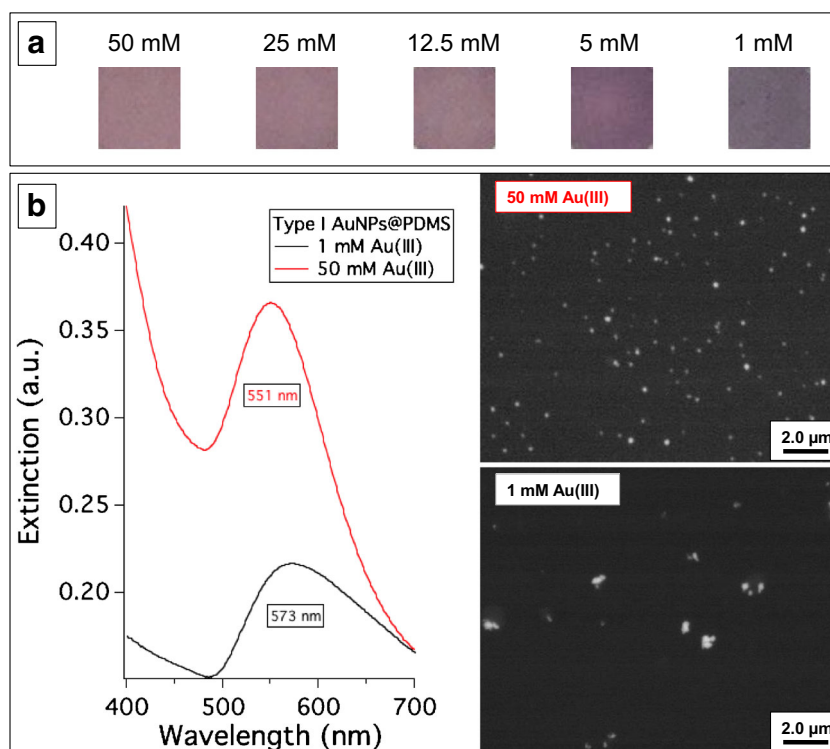 a
50 mM 25 mM 12.5 mM 5 mM 1 mM
b
Type I AuNPs@PDMS
1 mM Au(III)
50 mM Au(III)
0.40
0.35
0.30
0.25
0.20
Extinction (a.u.)
551 nm
573 nm
400 500 600 700
Wavelength (nm)
50 mM Au(III)
2.0 µm
1 mM Au(III)
2.0 µm